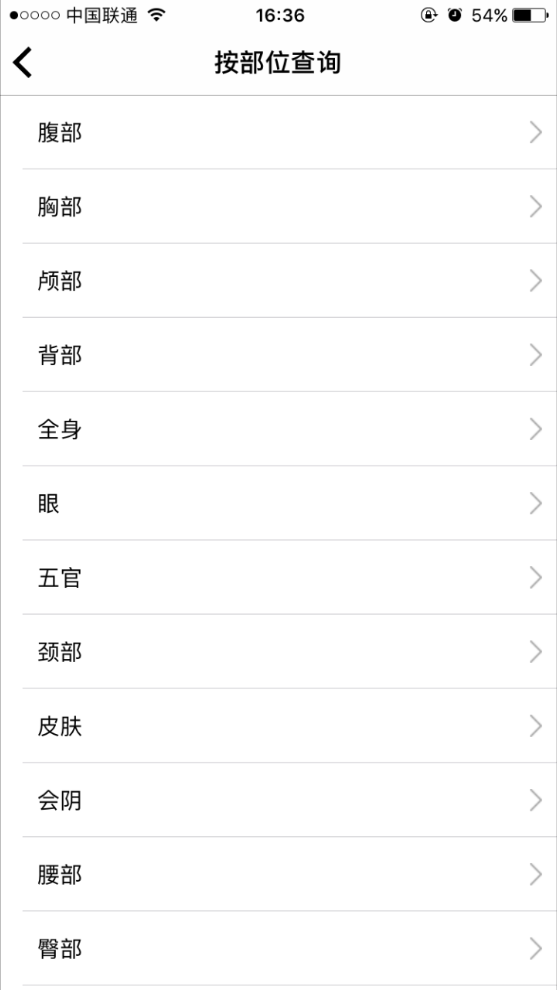 中国联通 16:36 54%
按部位查询
腹部
胸部
颅部
背部
全身
眼
五官
颈部
皮肤
会阴
腰部
臀部